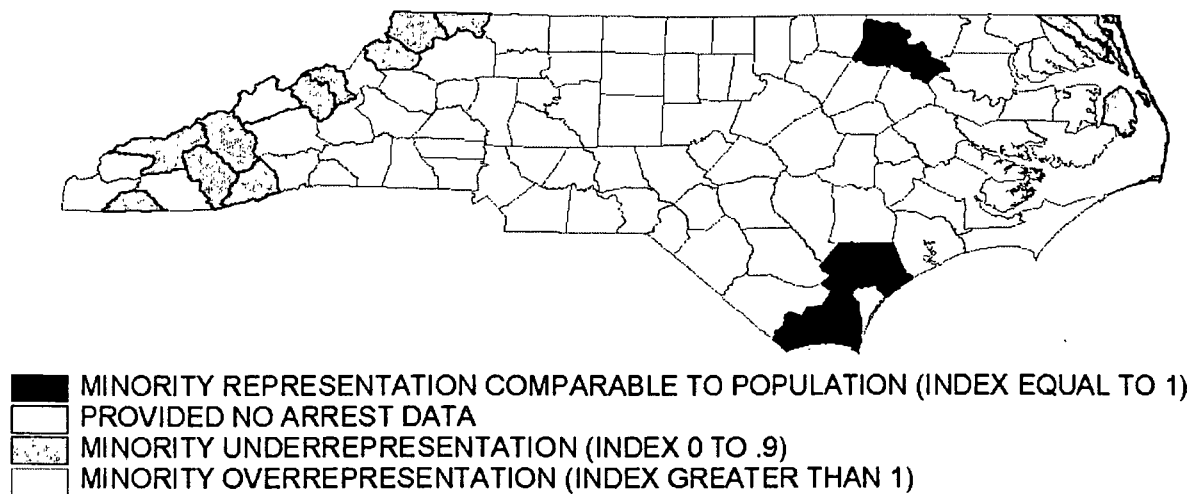 MINORITY REPRESENTATION COMPARABLE TO POPULATION (INDEX EQUAL TO 1)
PROVIDED NO ARREST DATA
MINORITY UNDERREPRESENTATION (INDEX 0 TO .9)
MINORITY OVERREPRESENTATION (INDEX GREATER THAN 1)